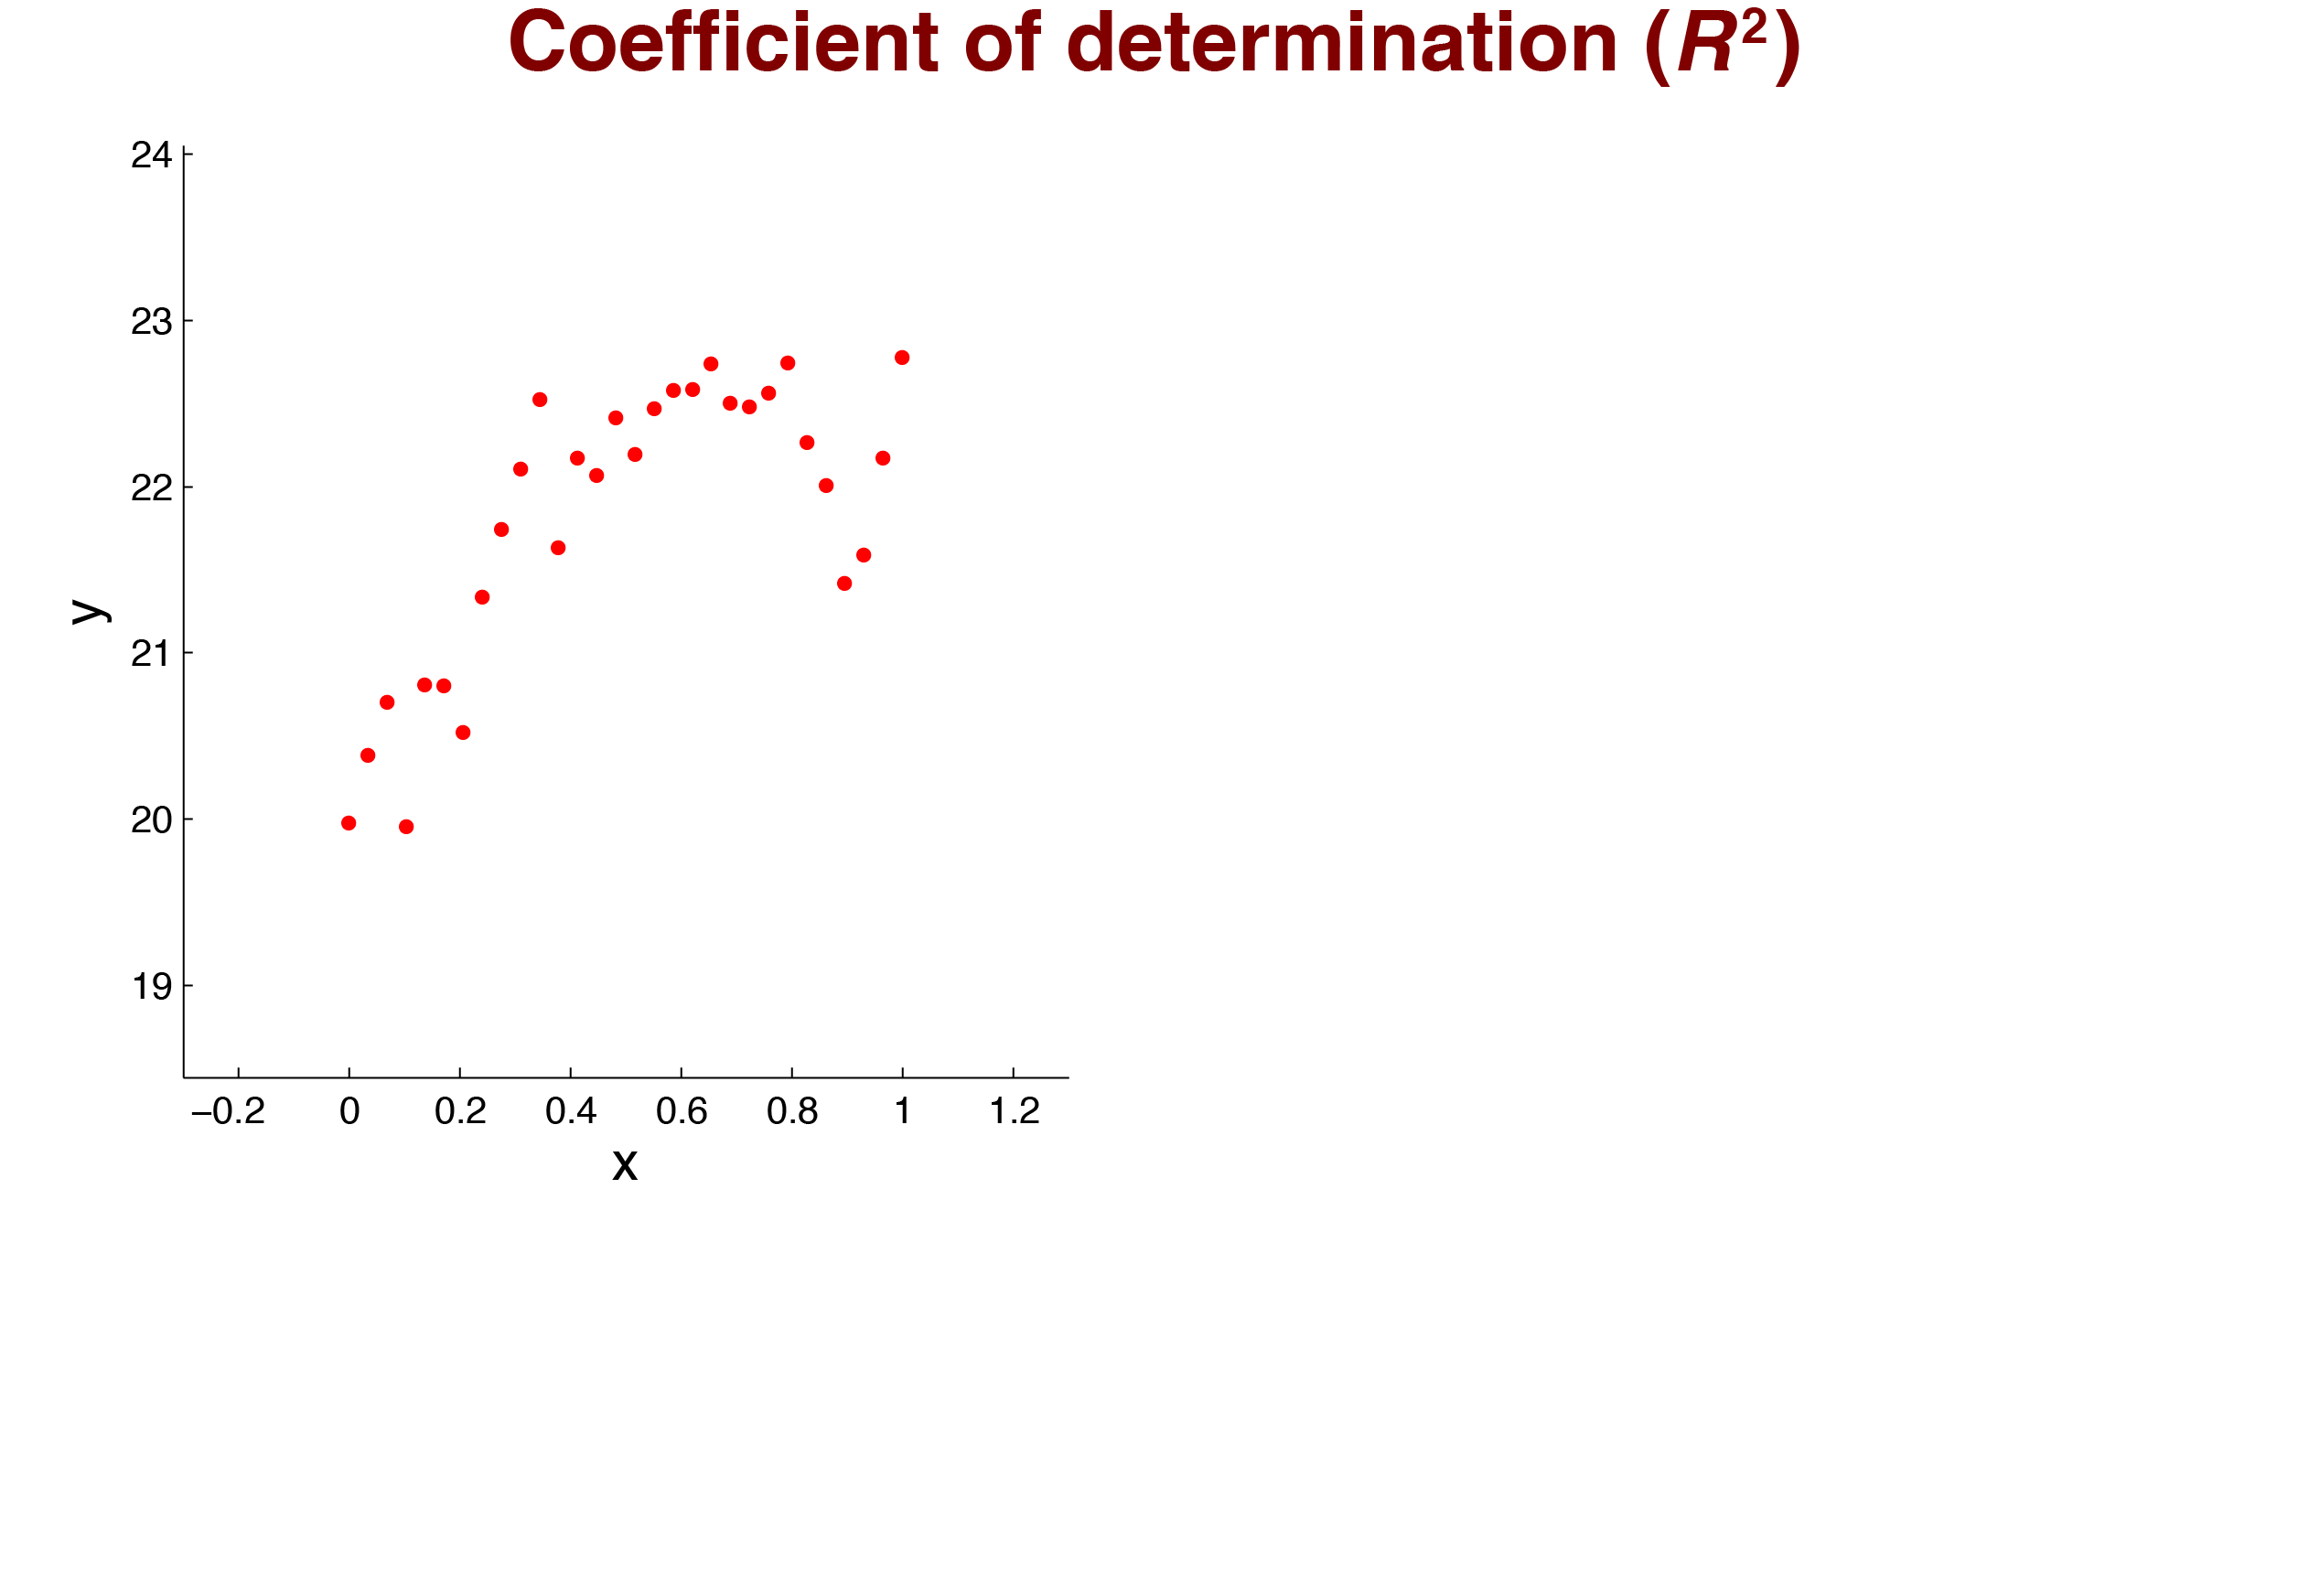 Coefficient of determination (R²)
24
23
22
21
20
19
y
–0.2 0 0.2 0.4 0.6 0.8 1 1.2
x